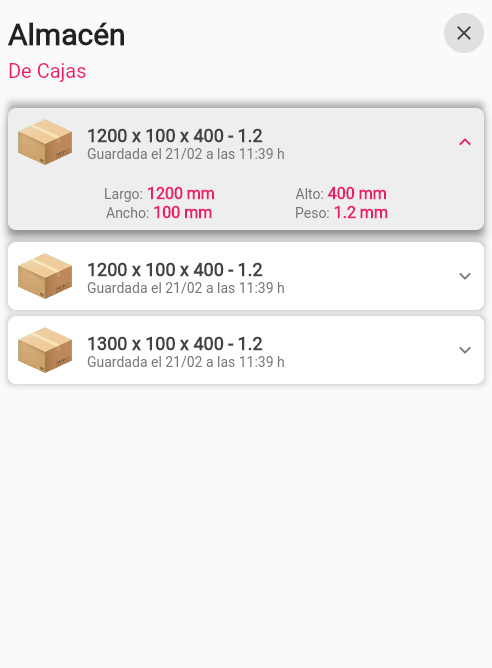 Almacén
De Cajas
1200 x 100 x 400 - 1.2
Guardada el 21/02 a las 11:39 h
Largo: 1200 mm Alto: 400 mm
Ancho: 100 mm Peso: 1.2 mm
1200 x 100 x 400 - 1.2
Guardada el 21/02 a las 11:39 h
1300 x 100 x 400 - 1.2
Guardada el 21/02 a las 11:39 h